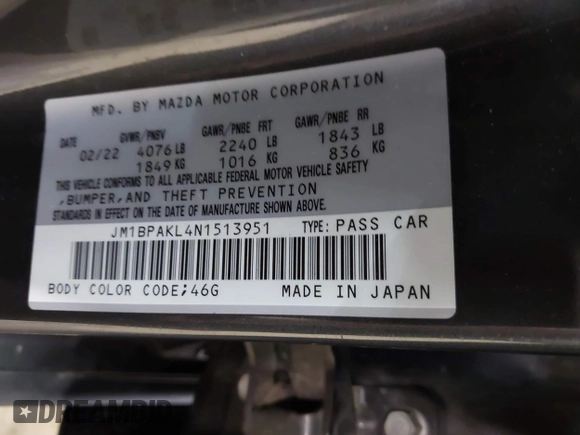 MFD. BY MAZDA MOTOR CORPORATION
DATE GVWR/PNBV GAWR/PNBE FRT GAWR/PNBE RR
02/22 4076 LB 2240 LB 1843 LB
1849 KG 1016 KG 836 KG
THIS VEHICLE CONFORMS TO ALL APPLICABLE FEDERAL MOTOR VEHICLE SAFETY
,BUMPER,AND THEFT PREVENTION
STANDARDS IN EFFECT ON THE DATE OF MANUFACTURE SHOWN ABOVE.
JM1BPAKL4N1513951 TYPE: PASS CAR
BODY COLOR CODE;46G MADE IN JAPAN
DREAMBID